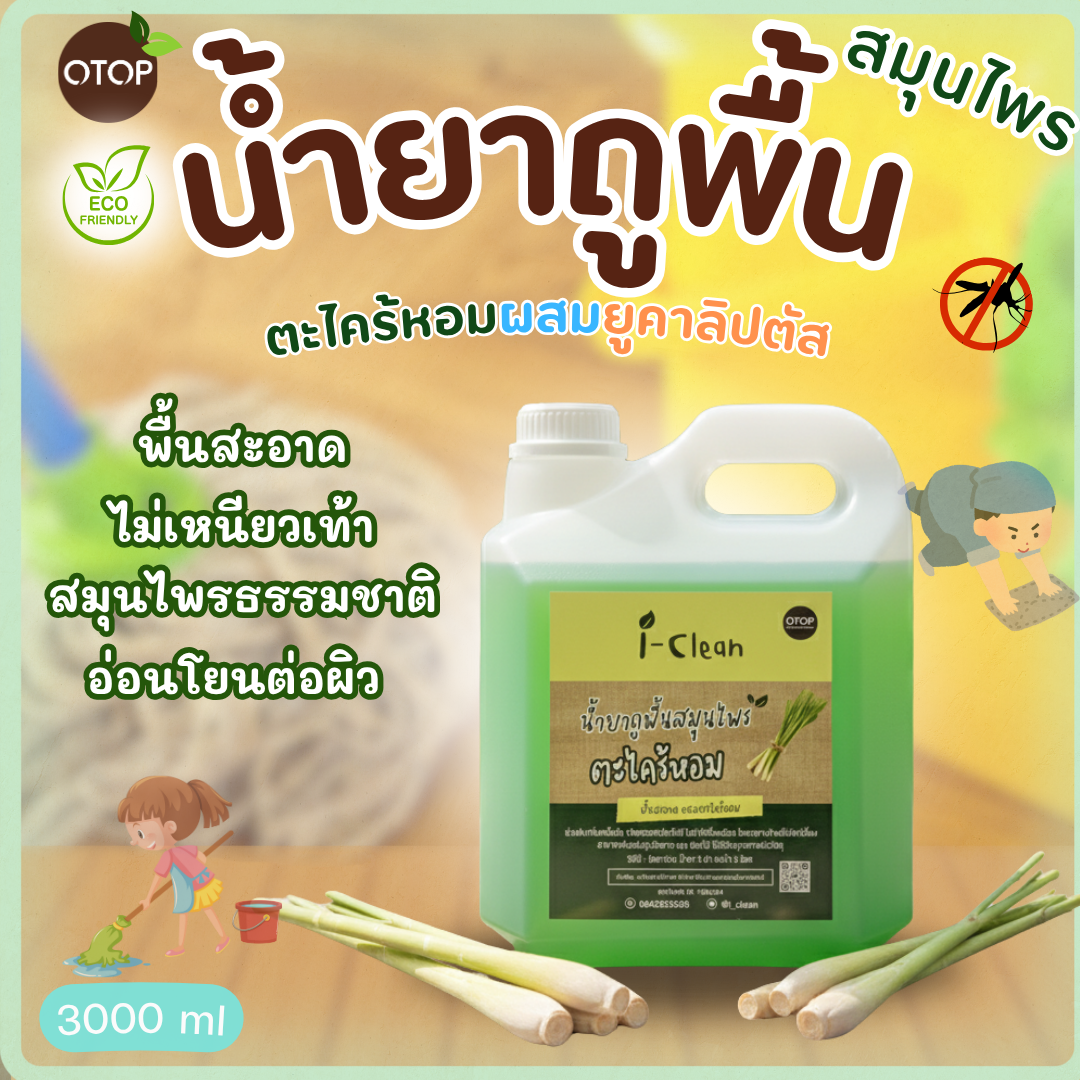 OTOP
น้ำยาถูพื้น
สมุนไพร
ECO
FRIENDLY
ตะไคร้หอมผสมยูคาลิปตัส
พื้นสะอาด
ไม่เหนียวเท้า
สมุนไพรธรรมชาติ
อ่อนโยนต่อผิว
i-Clean
OTOP
น้ำยาถูพื้นสมุนไพร
ตะไคร้หอม
3000 ml